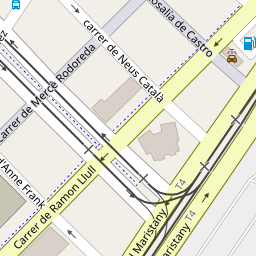 Rosalía de Castro
carrer de Neus Català
Carrer de Mercè Rodoreda
d'Anne Frank
Carrer de Ramon Llull
T4
T4
Maristany
Maristany